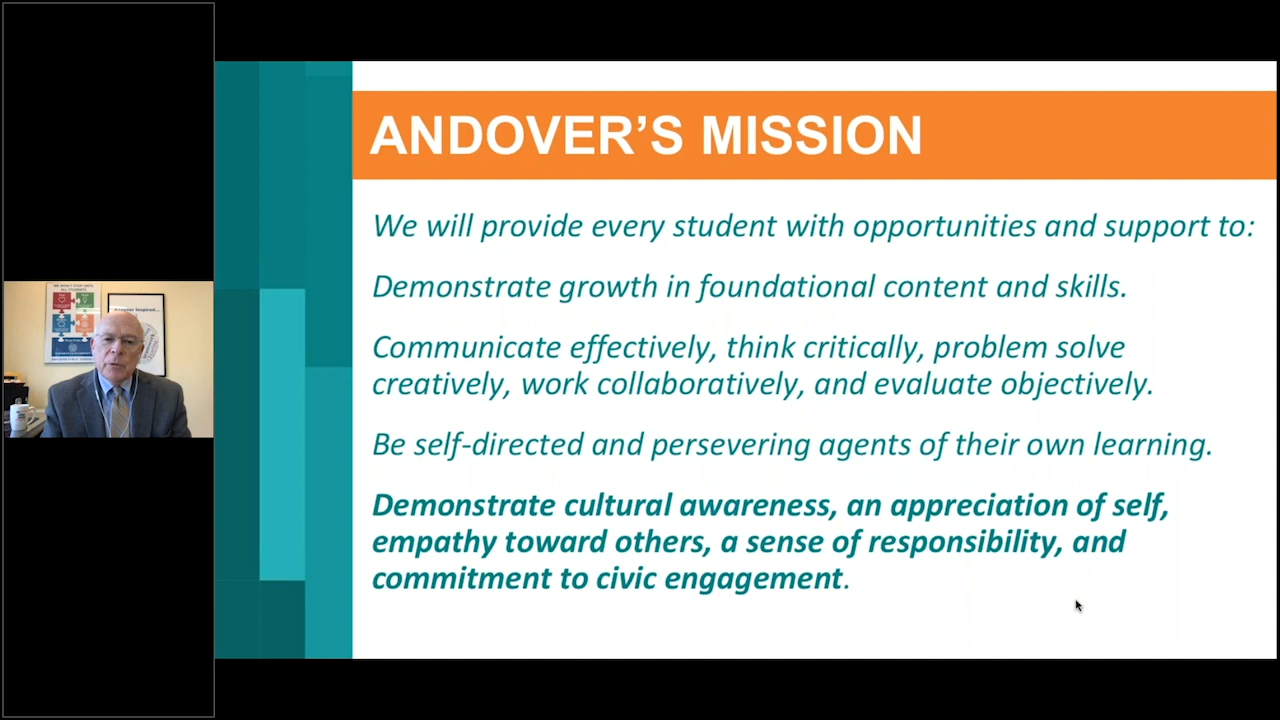 ANDOVER’S MISSION
We will provide every student with opportunities and support to:
Demonstrate growth in foundational content and skills.
Communicate effectively, think critically, problem solve
creatively, work collaboratively, and evaluate objectively.
Be self-directed and persevering agents of their own learning.
Demonstrate cultural awareness, an appreciation of self,
empathy toward others, a sense of responsibility, and
commitment to civic engagement.